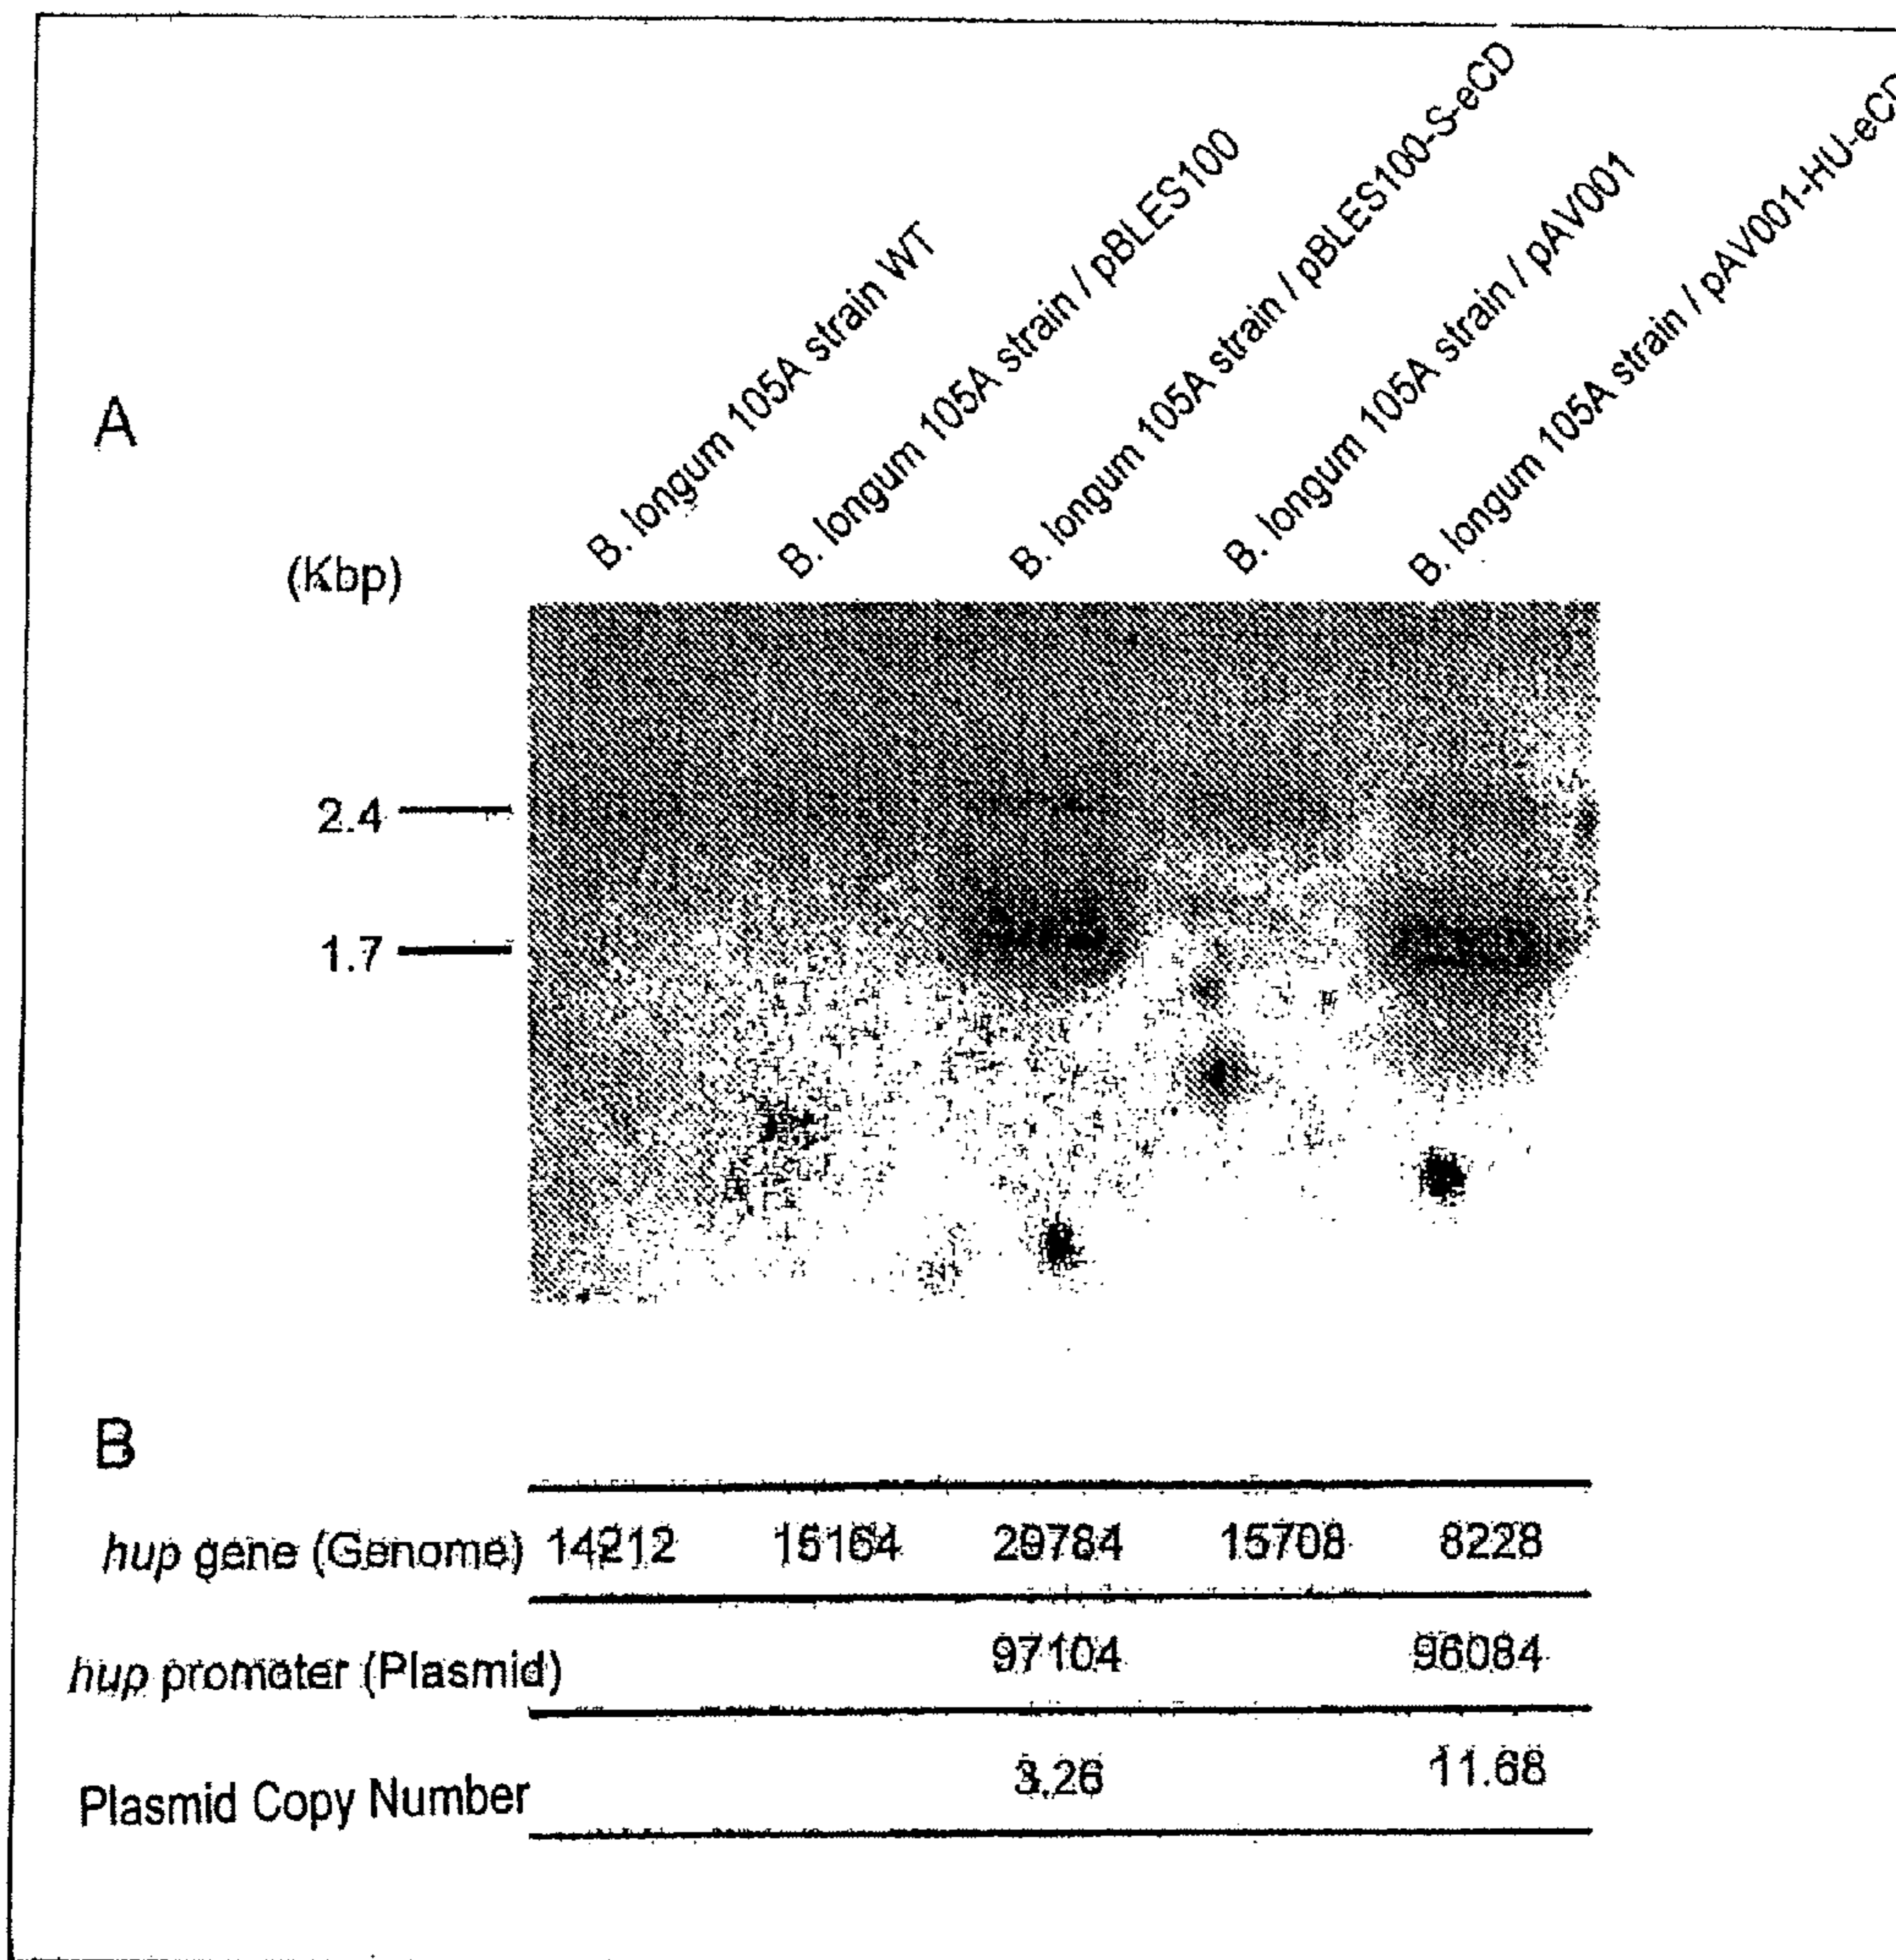 A
B. longum 105A strain WT
B. longum 105A strain / pBLES100
B. longum 105A strain / pBLES100-S-eCD
B. longum 105A strain / pAV001
B. longum 105A strain / pAV001-HU-eCD
(Kbp)
2.4
1.7
B
hup gene (Genome) 14212 15164 29784 15708 8228
hup promoter (Plasmid) 97104 96084
Plasmid Copy Number 3.26 11.68